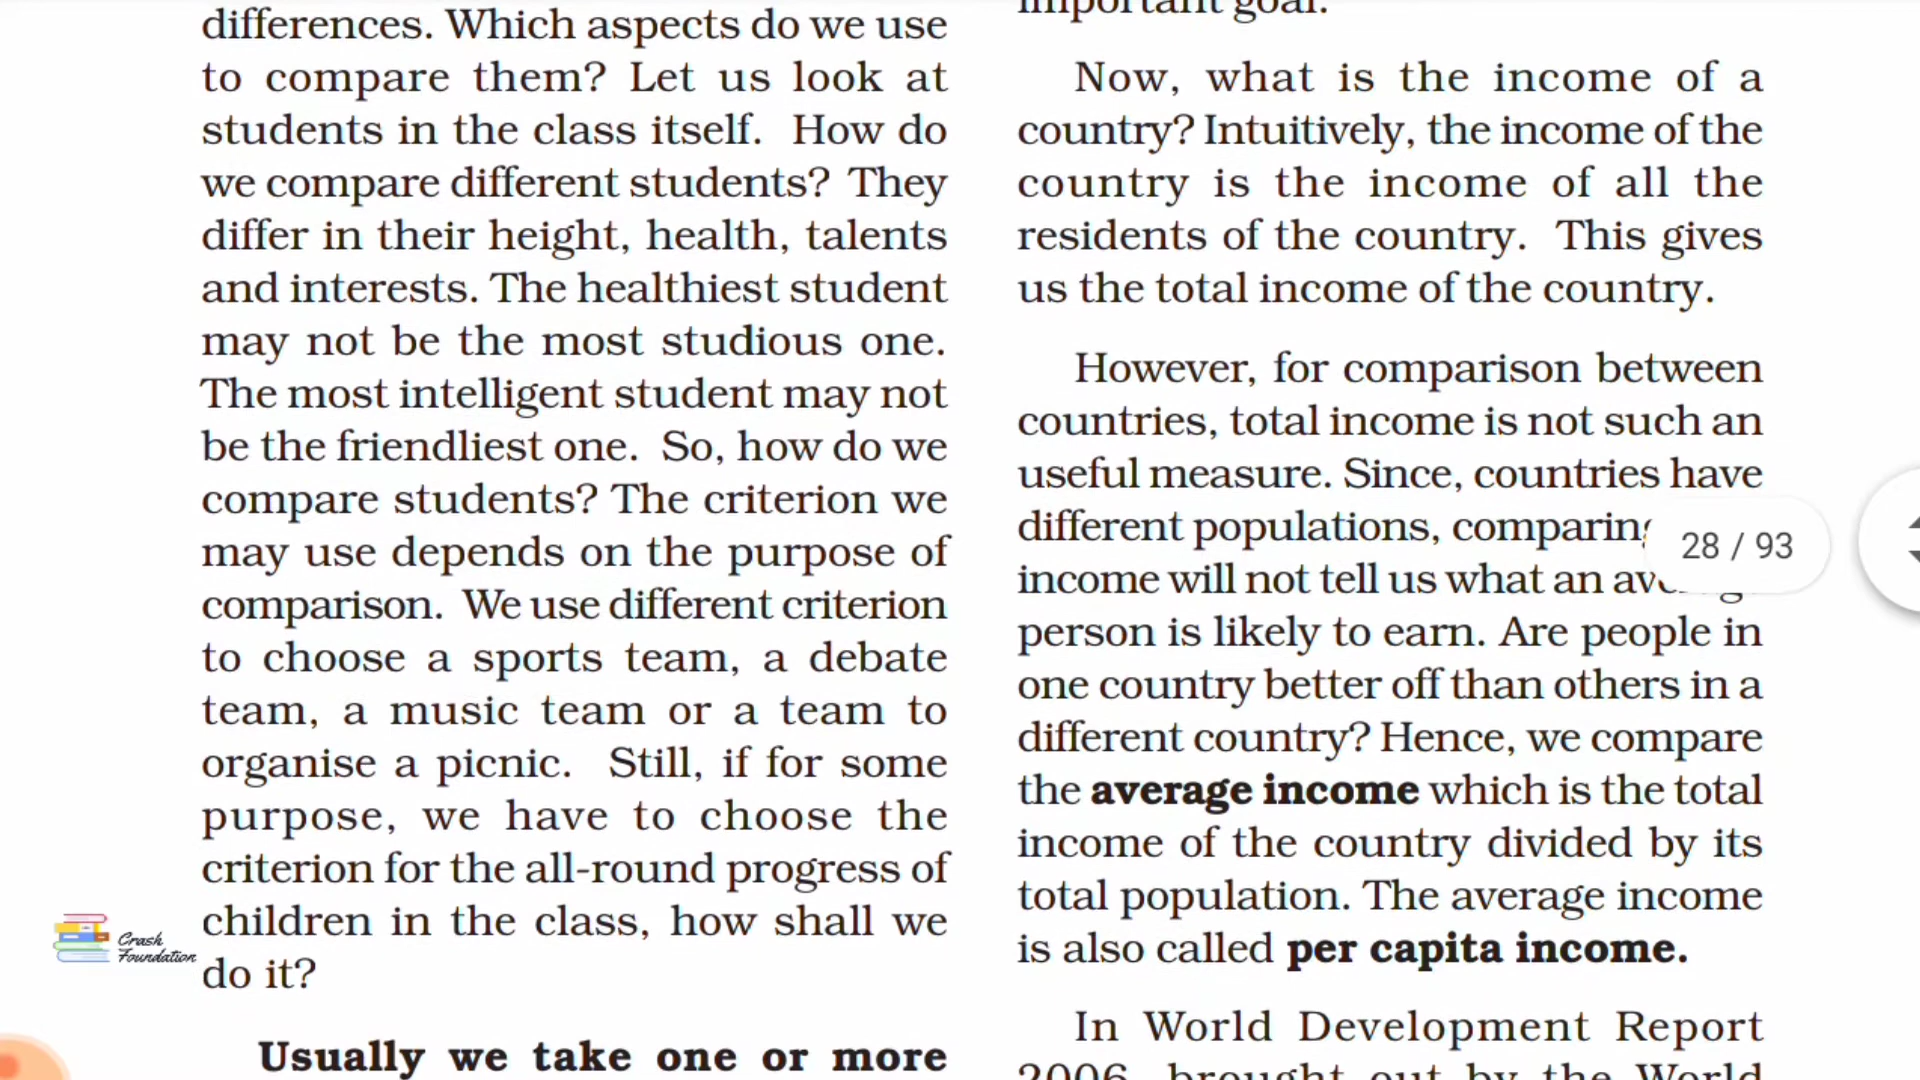 differences. Which aspects do we use
to compare them? Let us look at
students in the class itself. How do
we compare different students? They
differ in their height, health, talents
and interests. The healthiest student
may not be the most studious one.
The most intelligent student may not
be the friendliest one. So, how do we
compare students? The criterion we
may use depends on the purpose of
comparison. We use different criterion
to choose a sports team, a debate
team, a music team or a team to
organise a picnic. Still, if for some
purpose, we have to choose the
criterion for the all-round progress of
children in the class, how shall we
do it?
Usually we take one or more
important goal.
Now, what is the income of a
country? Intuitively, the income of the
country is the income of all the
residents of the country. This gives
us the total income of the country.
However, for comparison between
countries, total income is not such an
useful measure. Since, countries have
different populations, comparing
income will not tell us what an
person is likely to earn. Are people in
one country better off than others in a
different country? Hence, we compare
the average income which is the total
income of the country divided by its
total population. The average income
is also called per capita income.
In World Development Report
2006, brought out by the World
28 / 93
Crash
Foundation